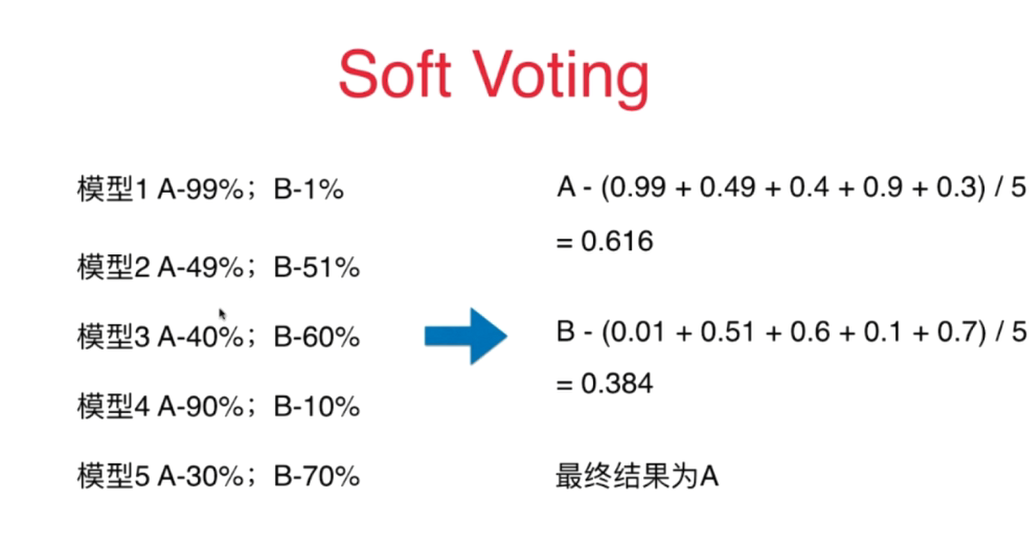 Soft Voting
模型1 A-99%；B-1%
模型2 A-49%；B-51%
模型3 A-40%；B-60%
模型4 A-90%；B-10%
模型5 A-30%；B-70%
A - (0.99 + 0.49 + 0.4 + 0.9 + 0.3) / 5
= 0.616
B - (0.01 + 0.51 + 0.6 + 0.1 + 0.7) / 5
= 0.384
最终结果为A